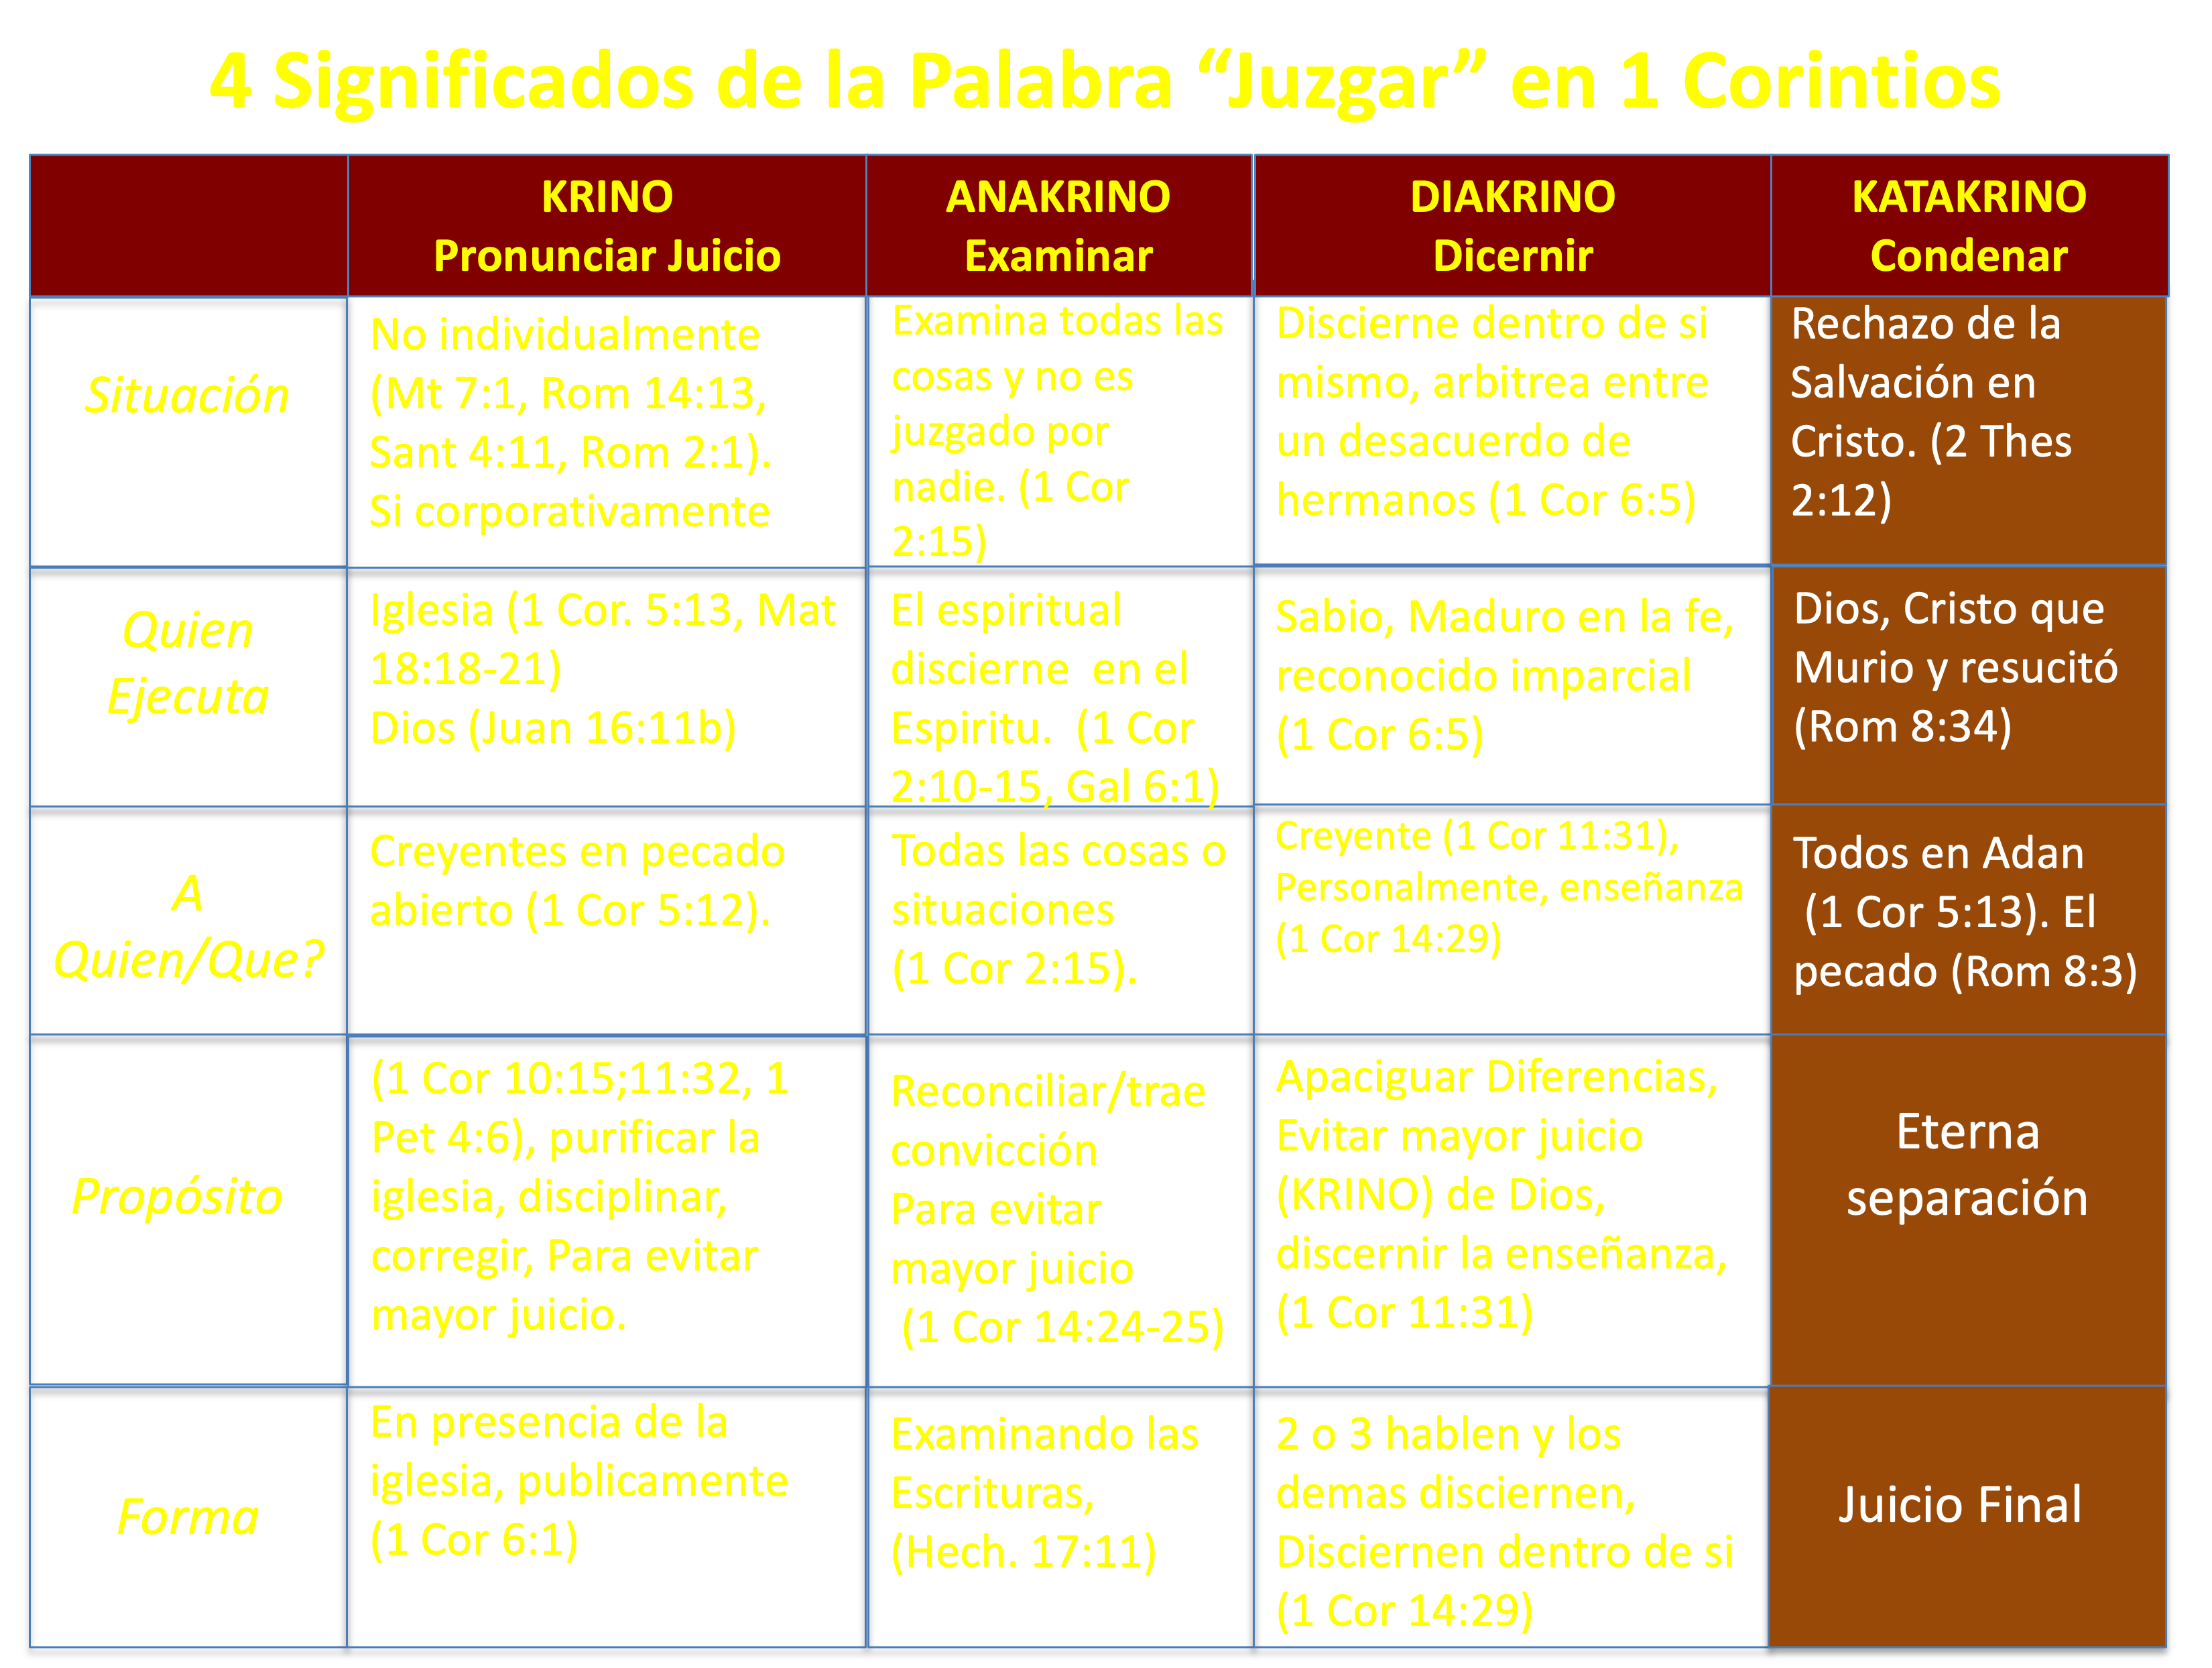 4 Significados de la Palabra “Juzgar” en 1 Corintios
KRINO
Pronunciar Juicio
ANAKRINO
Examinar
DIAKRINO
Dicernir
KATAKRINO
Condenar
Situación
No individualmente
(Mt 7:1, Rom 14:13,
Sant 4:11, Rom 2:1).
Si corporativamente
Examina todas las
cosas y no es
juzgado por
nadie. (1 Cor
2:15)
Discierne dentro de si
mismo, arbitrea entre
un desacuerdo de
hermanos (1 Cor 6:5)
Rechazo de la
Salvación en
Cristo. (2 Thes
2:12)
Quien
Ejecuta
Iglesia (1 Cor. 5:13, Mat
18:18-21)
Dios (Juan 16:11b)
El espiritual
discierne  en el
Espiritu.  (1 Cor
2:10-15, Gal 6:1)
Sabio, Maduro en la fe,
reconocido imparcial
(1 Cor 6:5)
Dios, Cristo que
Murio y resucitó
(Rom 8:34)
A
Quien/Que?
Creyentes en pecado
abierto (1 Cor 5:12).
Todas las cosas o
situaciones
(1 Cor 2:15).
Creyente (1 Cor 11:31),
Personalmente, enseñanza
(1 Cor 14:29)
Todos en Adan
(1 Cor 5:13). El
pecado (Rom 8:3)
Propósito
(1 Cor 10:15;11:32, 1
Pet 4:6), purificar la
iglesia, disciplinar,
corregir, Para evitar
mayor juicio.
Reconciliar/trae
convicción
Para evitar
mayor juicio
(1 Cor 14:24-25)
Apaciguar Diferencias,
Evitar mayor juicio
(KRINO) de Dios,
discernir la enseñanza,
(1 Cor 11:31)
Eterna
separación
Forma
En presencia de la
iglesia, publicamente
(1 Cor 6:1)
Examinando las
Escrituras,
(Hech. 17:11)
2 o 3 hablen y los
demas disciernen,
Disciernen dentro de si
(1 Cor 14:29)
Juicio Final